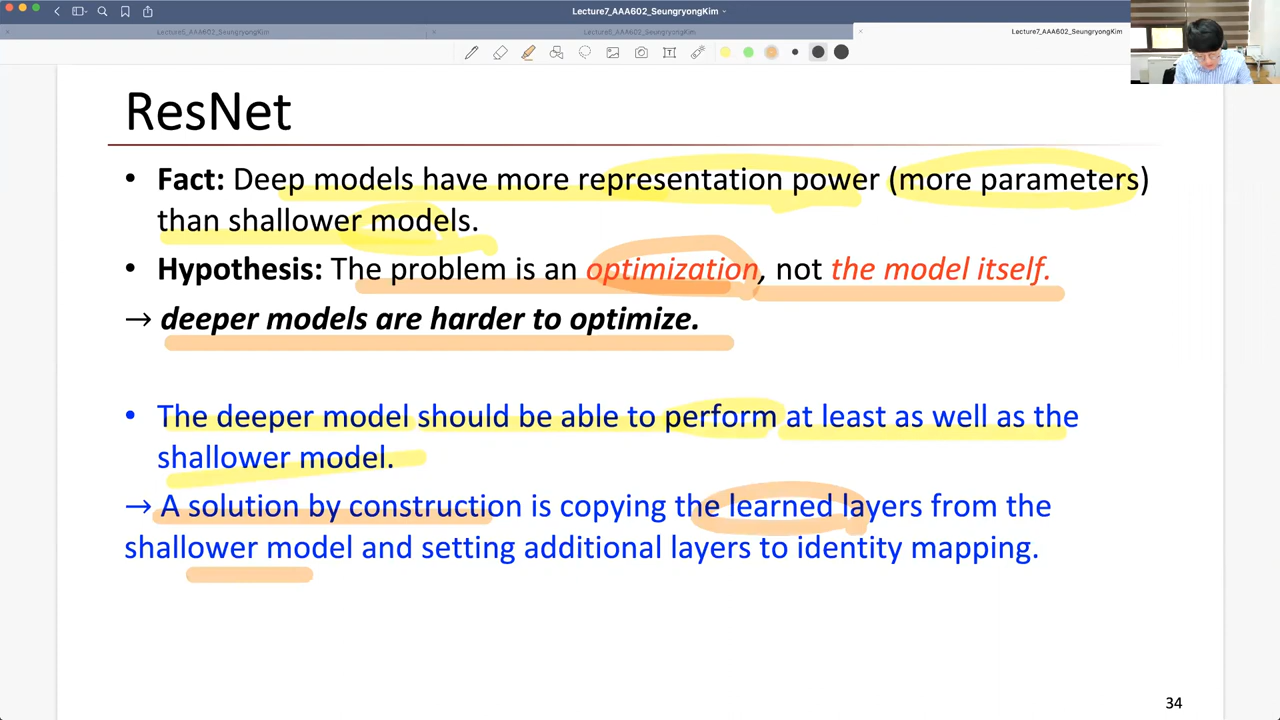 Lecture7_AAA602_SeungryongKim
Lecture5_AAA602_SeungryongKim
Lecture7_AAA602_SeungryongKim
ResNet
• Fact: Deep models have more representation power (more parameters)
than shallower models.
• Hypothesis: The problem is an optimization, not the model itself.
→ deeper models are harder to optimize.
• The deeper model should be able to perform at least as well as the
shallower model.
→ A solution by construction is copying the learned layers from the
shallower model and setting additional layers to identity mapping.
34